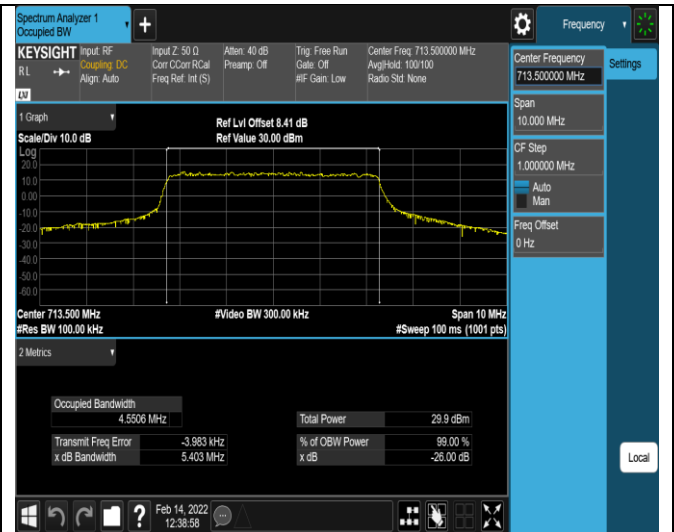 Spectrum Analyzer 1
Occupied BW
+
Frequency
KEYSIGHT
RL
LXI
Input: RF
Coupling: DC
Align: Auto
Input Z: 50 Ω
Corr CCorr RCal
Freq Ref: Int (S)
Atten: 40 dB
Preamp: Off
Trig: Free Run
Gate: Off
#IF Gain: Low
Center Freq: 713.500000 MHz
Avg|Hold: 100/100
Radio Std: None
Center Frequency
713.500000 MHz
Settings
Span
10.000 MHz
CF Step
1.000000 MHz
Auto
Man
Freq Offset
0 Hz
1 Graph
Scale/Div 10.0 dB
Ref Lvl Offset 8.41 dB
Ref Value 30.00 dBm
Log
20.0
10.0
0.00
-10.0
-20.0
-30.0
-40.0
-50.0
-60.0
Center 713.500 MHz
#Res BW 100.00 kHz
#Video BW 300.00 kHz
Span 10 MHz
#Sweep 100 ms (1001 pts)
2 Metrics
Occupied Bandwidth
4.5506 MHz
Total Power 29.9 dBm
Transmit Freq Error -3.983 kHz
% of OBW Power 99.00 %
x dB Bandwidth 5.403 MHz
x dB -26.00 dB
Local
?
Feb 14, 2022
12:38:58